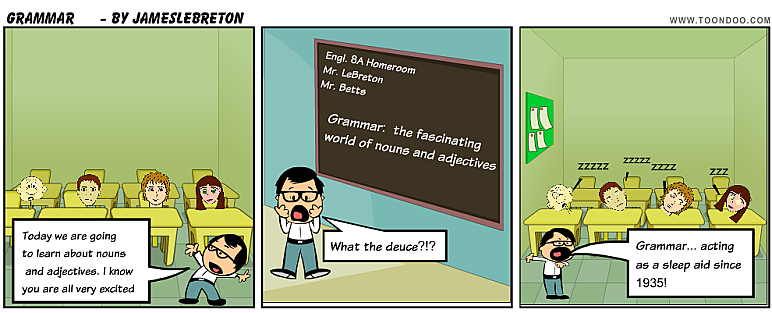 GRAMMAR - BY JAMESLEBRETON
WWW.TOONDOO.COM
Today we are going
to learn about nouns
and adjectives. I know
you are all very excited
Engl. 8A Homeroom
Mr. LeBreton
Mr. Betts
Grammar: the fascinating
world of nouns and adjectives
What the deuce?!?
zzzzz
zzzzz
zzzz
zzz
Grammar... acting
as a sleep aid since
1935!